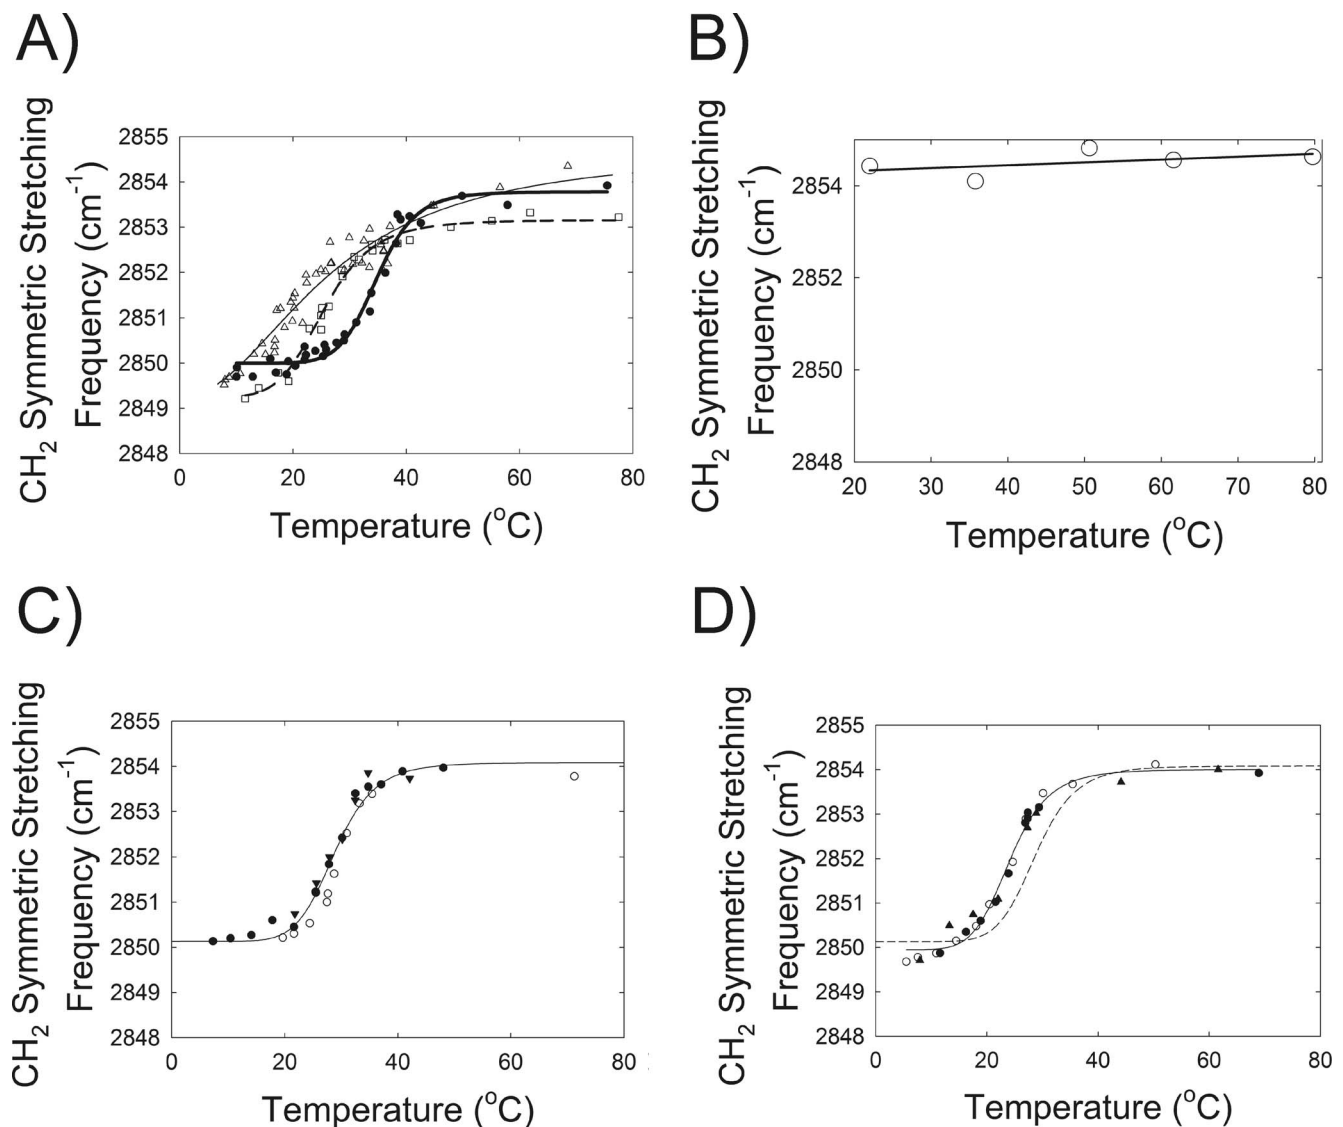 A)
CH2 Symmetric Stretching
Frequency (cm-1)
2855
2854
2853
2852
2851
2850
2849
2848
0 20 40 60 80
Temperature (oC)
B)
CH2 Symmetric Stretching
Frequency (cm-1)
2854
2852
2850
2848
20 30 40 50 60 70 80
Temperature (oC)
C)
CH2 Symmetric Stretching
Frequency (cm-1)
2855
2854
2853
2852
2851
2850
2849
2848
0 20 40 60 80
Temperature (oC)
D)
CH2 Symmetric Stretching
Frequency (cm-1)
2855
2854
2853
2852
2851
2850
2849
2848
0 20 40 60 80
Temperature (oC)